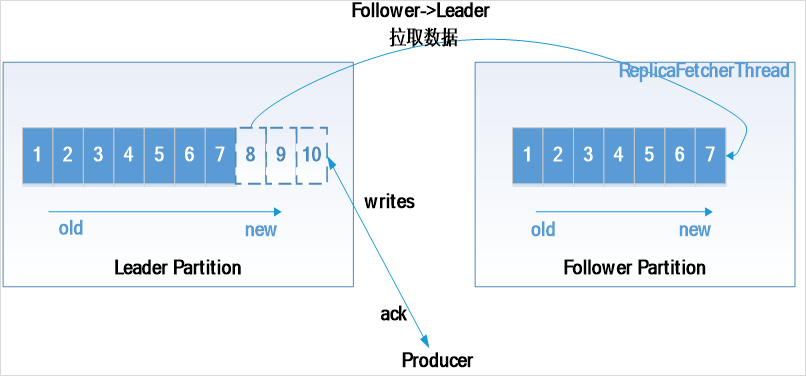 Follower->Leader
拉取数据
ReplicaFetcherThread
1 2 3 4 5 6 7 8 9 10
1 2 3 4 5 6 7
writes
old new
old new
Leader Partition
Follower Partition
ack
Producer